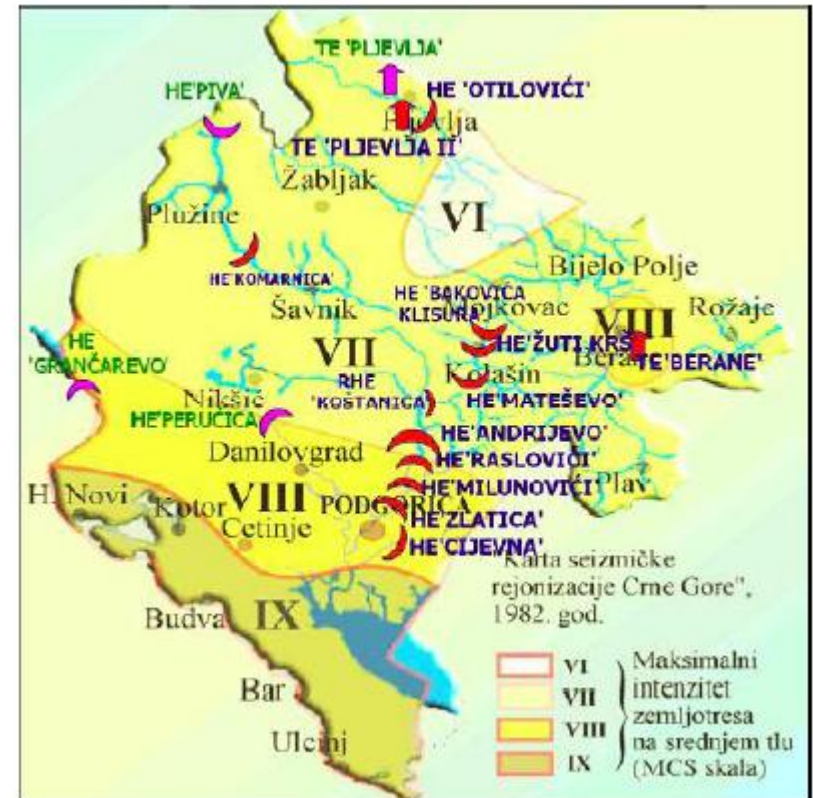 TE 'PLJEVLJA'
HE'PIVA'
HE 'OTILOVIĆI'
Pljevlja
TE 'PLJEVLJA II'
Žabljak
Plužine
VI
HE'KOMARNICA'
Bijelo Polje
HE 'BAKOVIĆA
KLISURA'
Mojkovac
Šavnik
Rožaje
VIII
HE
'GRANČAREVO'
VII
HE'ŽUTI KRŠ
Berane
TE'BERANE'
Kolašin
RHE
'KOŠTANICA'
Nikšić
HE'MATEŠEVO'
HE'PERUĆICA
HE'ANDRIJEVO'
Danilovgrad
HE'RASLOVIĆI'
H. Novi
Kotor
VIII
PODGORICA
HE'MILUNOVIĆI'
Plav
Cetinje
HE'ZLATICA'
HE'CIJEVNA'
"Karta seizmičke
rejonizacije Crne Gore",
1982. god.
Budva
IX
Bar
Ulcinj
VI
VII
VIII
IX
Maksimalni
intenzitet
zemljotresa
na srednjem tlu
(MCS skala)